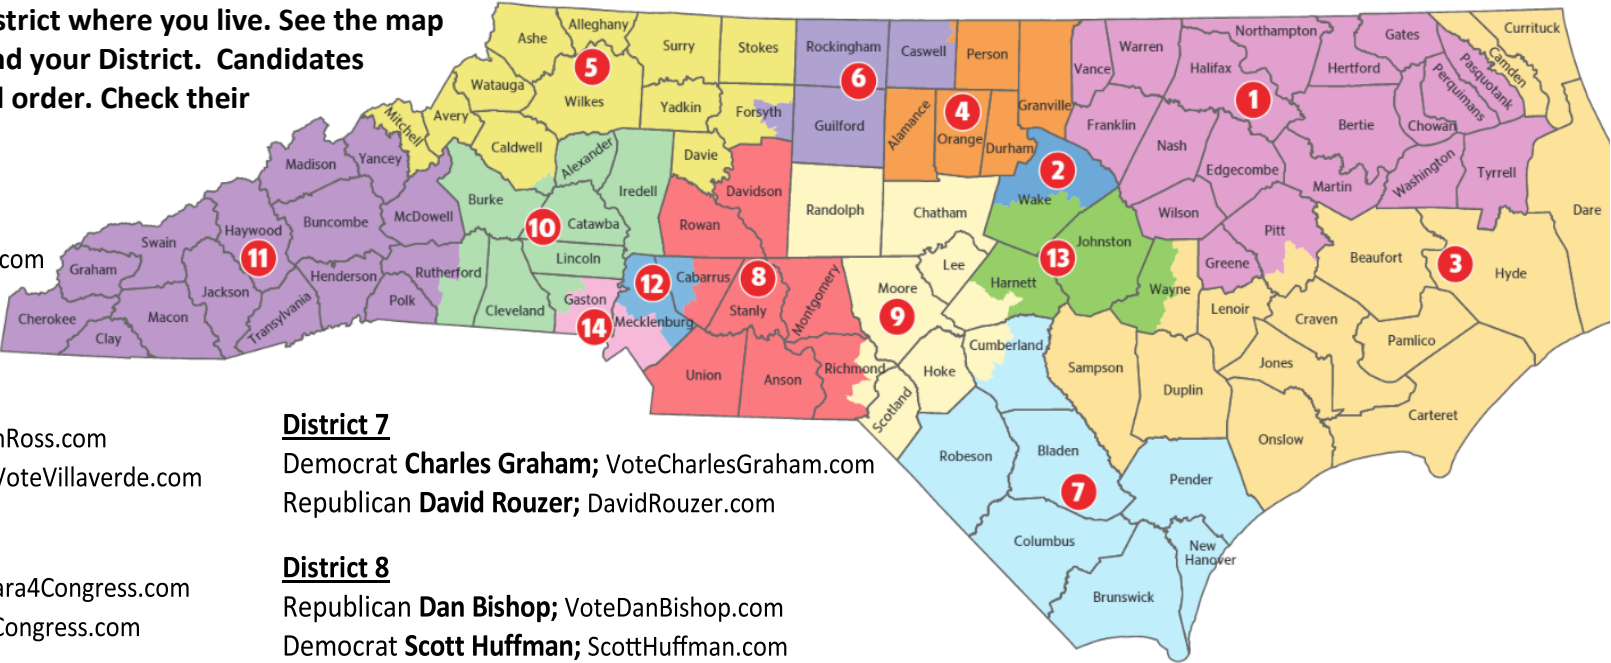 strict where you live. See the map
nd your District. Candidates
l order. Check their
.com
nRoss.com
VoteVillaverde.com
ara4Congress.com
Congress.com
District 7
Democrat Charles Graham; VoteCharlesGraham.com
Republican David Rouzer; DavidRouzer.com
District 8
Republican Dan Bishop; VoteDanBishop.com
Democrat Scott Huffman; ScottHuffman.com
Ashe
Alleghany
Surry
Stokes
Rockingham
Caswell
Person
Vance
Warren
Northampton
Gates
Currituck
Camden
Pasquotank
Perquimans
5
6
Watauga
Wilkes
Yadkin
Forsyth
Guilford
Alamance
4
Orange
Durham
Granville
Halifax
Hertford
1
Franklin
Nash
Bertie
Chowan
Mitchell
Avery
Caldwell
Alexander
Davie
Iredell
Davidson
Madison
Yancey
Burke
2
Wake
Edgecombe
Martin
Washington
Tyrrell
Dare
McDowell
Buncombe
Haywood
Swain
10
Catawba
Rowan
Randolph
Chatham
Wilson
Pitt
11
Graham
Jackson
Henderson
Rutherford
Lincoln
Johnston
13
Greene
Beaufort
3
Hyde
Cherokee
Clay
Macon
Transylvania
Polk
Cleveland
Gaston
12
Cabarrus
8
Stanly
Montgomery
Moore
Lee
Harnett
Wayne
Lenoir
Craven
Pamlico
14
Mecklenburg
9
Union
Anson
Richmond
Scotland
Hoke
Cumberland
Sampson
Duplin
Jones
Carteret
Onslow
Robeson
Bladen
7
Pender
Columbus
New
Hanover
Brunswick